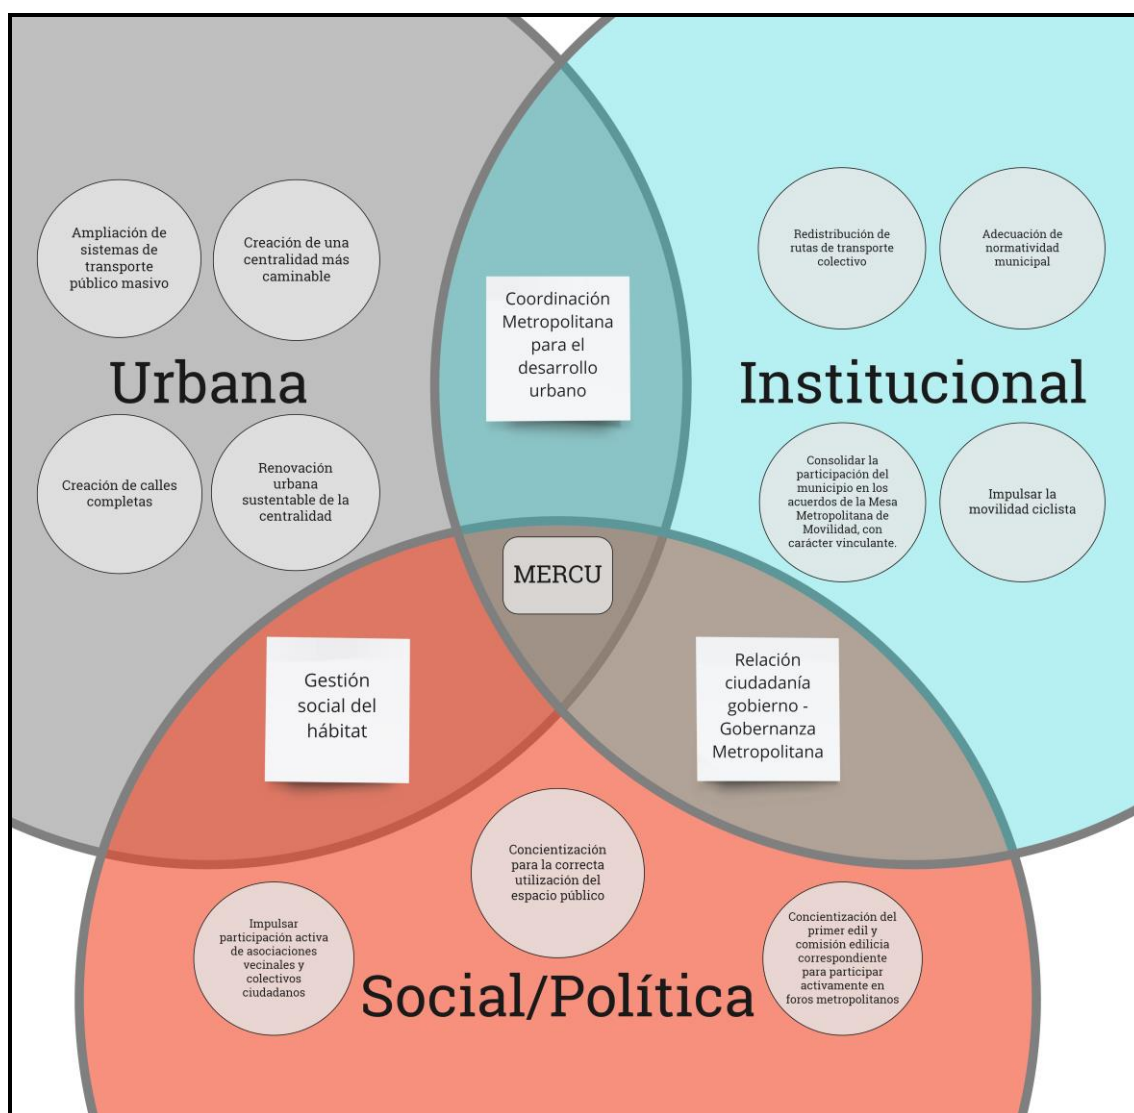 Ampliación de
sistemas de
transporte
público masivo
Creación de una
centralidad más
caminable
Urbana
Creación de calles
completas
Renovación
urbana
sustentable de la
centralidad
Coordinación
Metropolitana
para el
desarrollo
urbano
Redistribución de
rutas de transporte
colectivo
Adecuación de
normatividad
municipal
Institucional
Consolidar la
participación del
municipio en los
acuerdos de la Mesa
Metropolitana de
Movilidad, con
carácter vinculante.
Impulsar la
movilidad ciclista
MERCU
Gestión
social del
hábitat
Relación
ciudadanía
gobierno -
Gobernanza
Metropolitana
Concientización
para la correcta
utilización del
espacio público
Impulsar
participación activa
de asociaciones
vecinales y
colectivos
ciudadanos
Concientización del
primer edil y
comisión edilicia
correspondiente
para participar
activamente en
foros metropolitanos
Social/Política